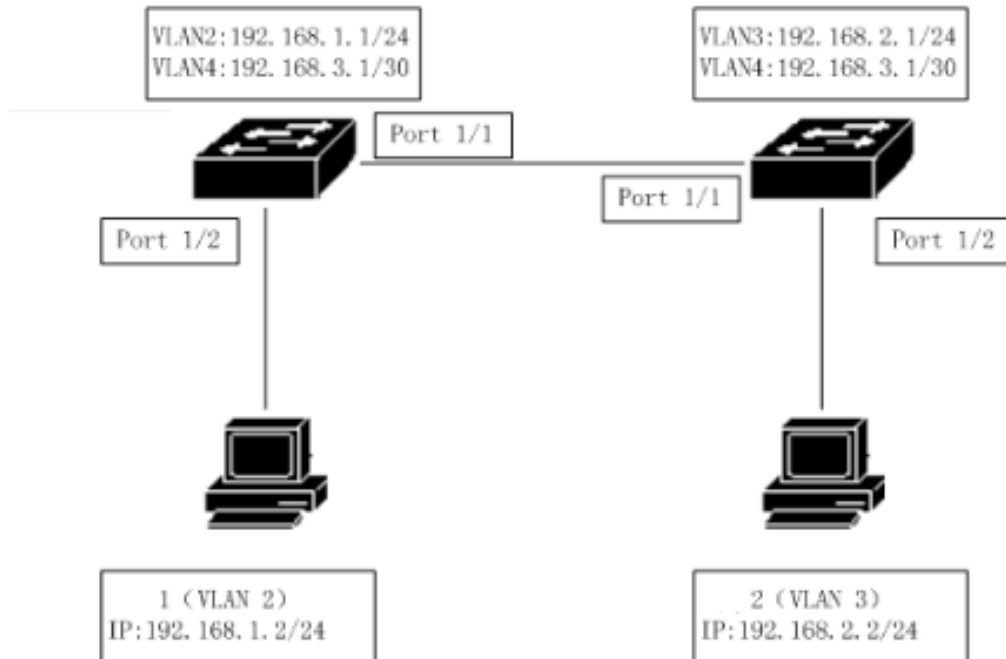 VLAN2:192.168.1.1/24
VLAN4:192.168.3.1/30
VLAN3:192.168.2.1/24
VLAN4:192.168.3.1/30
Port 1/1
Port 1/1
Port 1/2
Port 1/2
1（VLAN 2）
IP:192.168.1.2/24
2（VLAN 3）
IP:192.168.2.2/24